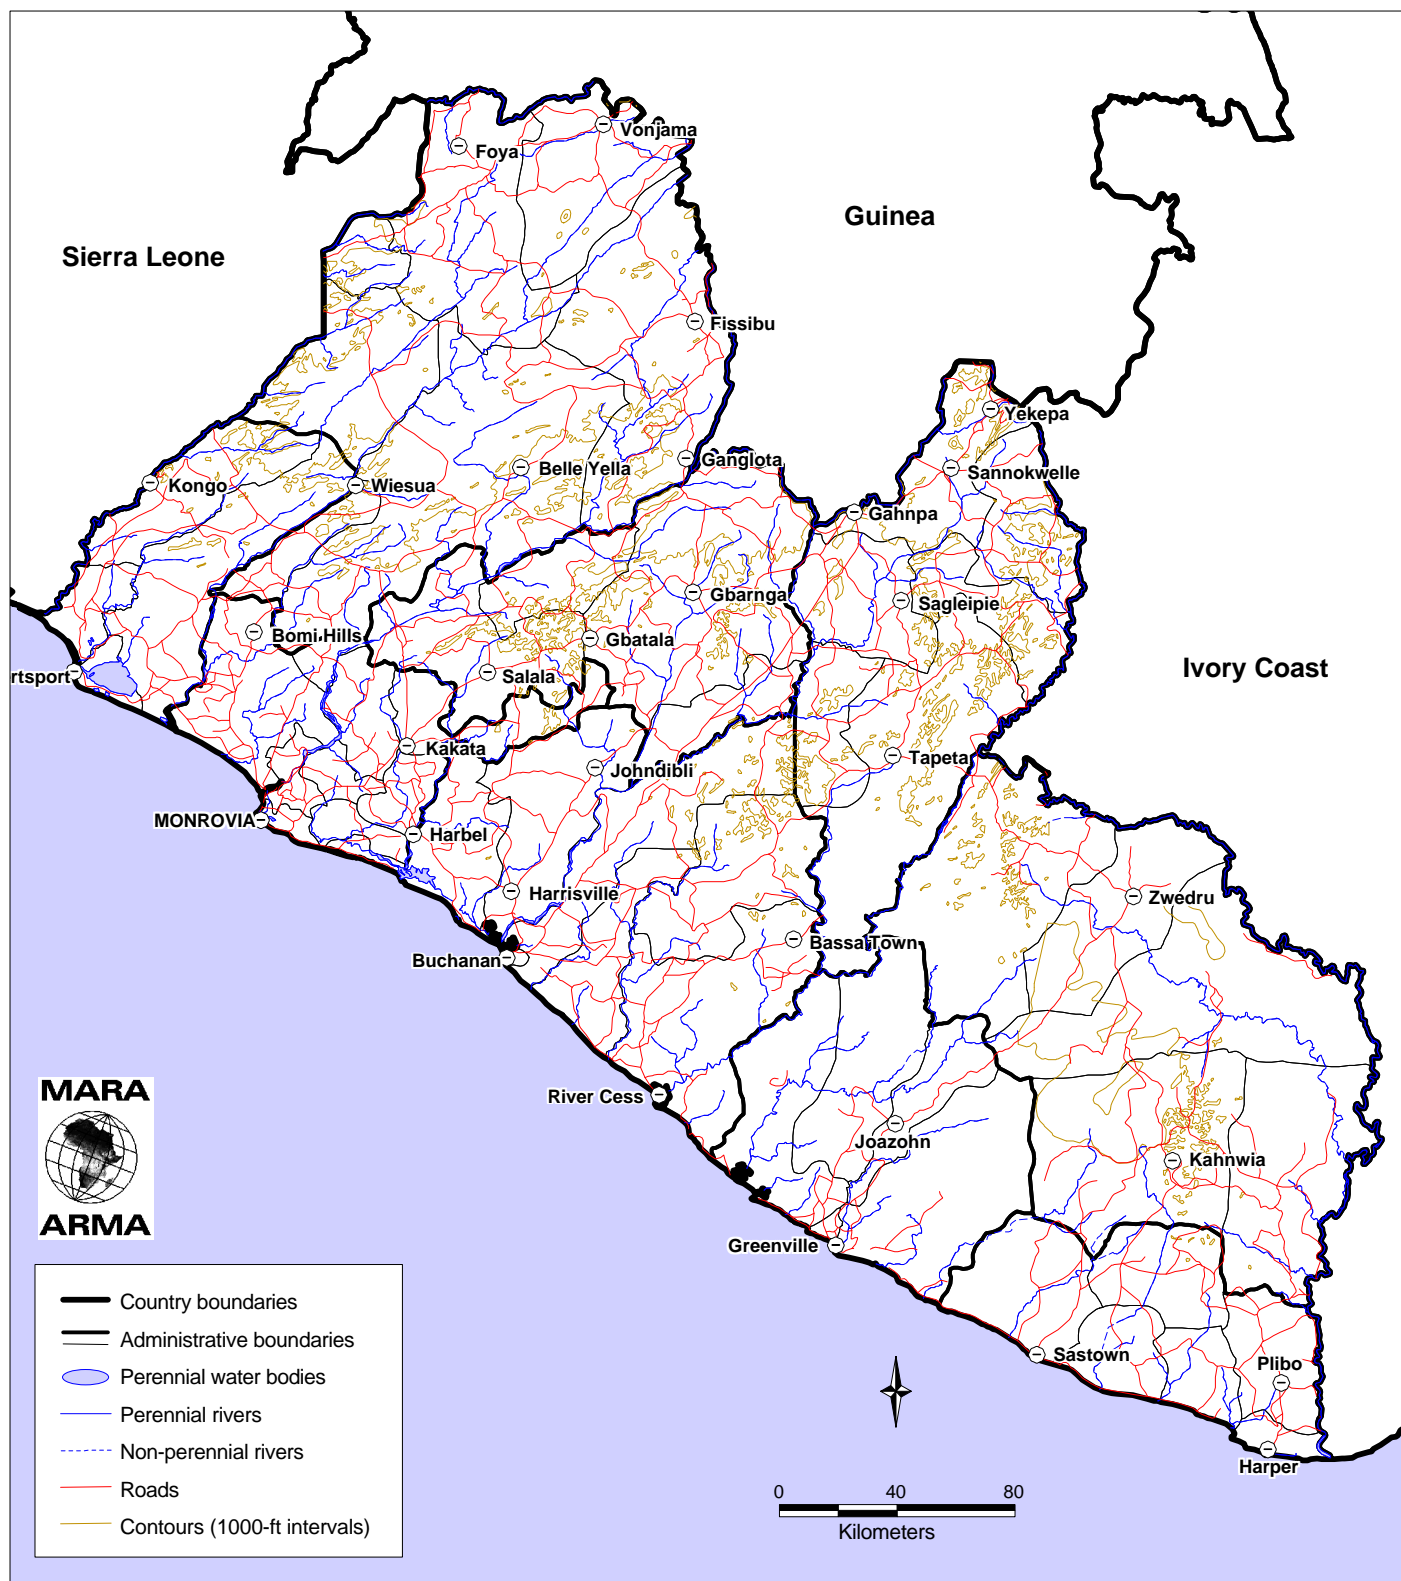 Vonjama
Foya
Guinea
Sierra Leone
Fissibu
Yekepa
Ganglota
Belle Yella
Sannokwelle
Kongo
Wiesua
Gahnpa
Gbarnga
Sagleipie
Bomi Hills
Gbatala
Ivory Coast
rtsport
Salala
Kakata
Tapeta
Johndibli
MONROVIA
Harbel
Harrisville
Zwedru
Bassa Town
Buchanan
MARA
River Cess
Joazohn
Kahnwia
ARMA
Greenville
Country boundaries
Administrative boundaries
Sastown
Plibo
Perennial water bodies
Perennial rivers
Non-perennial rivers
Harper
Roads
0 40 80
Contours (1000-ft intervals)
Kilometers